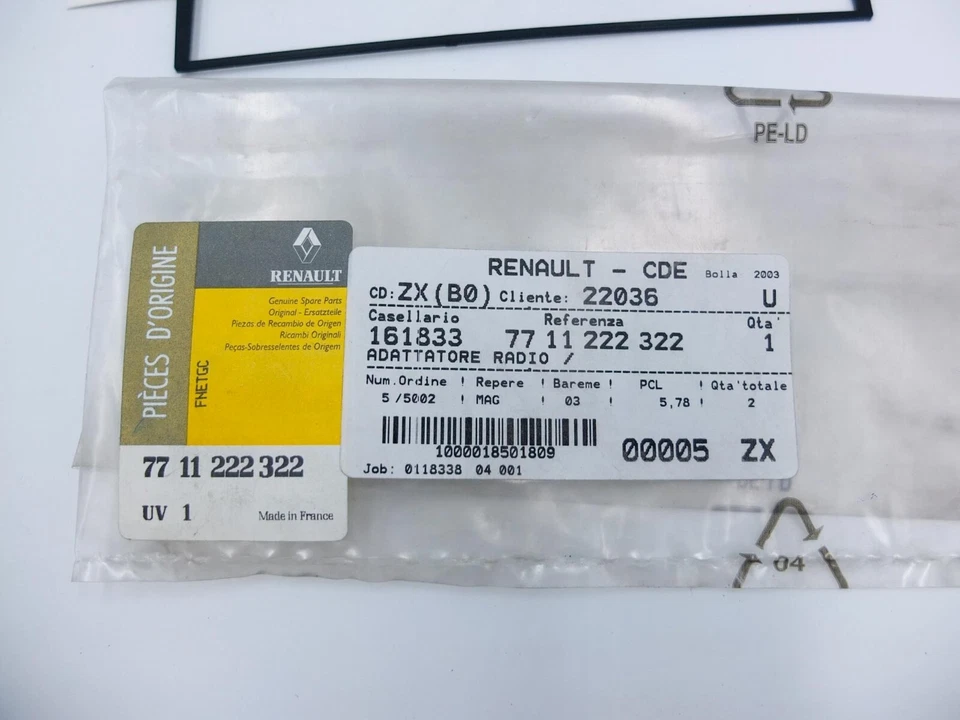 PE-LD
PIÈCES D'ORIGINE
RENAULT
Genuine Spare Parts
Original - Ersatzteile
Piezas de Recambio de Origen
Ricambi Originali
Peças-Sobresselentes de Origem
FNETGC
77 11 222 322
UV 1 Made in France
RENAULT - CDE Bolla 2003
CD: ZX(B0) Cliente: 22036 U
Casellario Referenza Qta'
161833 77 11 222 322 1
ADATTATORE RADIO /
Num.Ordine ! Repere ! Bareme ! PCL ! Qta'totale
5 /5002 ! MAG ! 03 ! 5,78 ! 2
1000018501809 00005 ZX
Job: 0118338 04 001
04